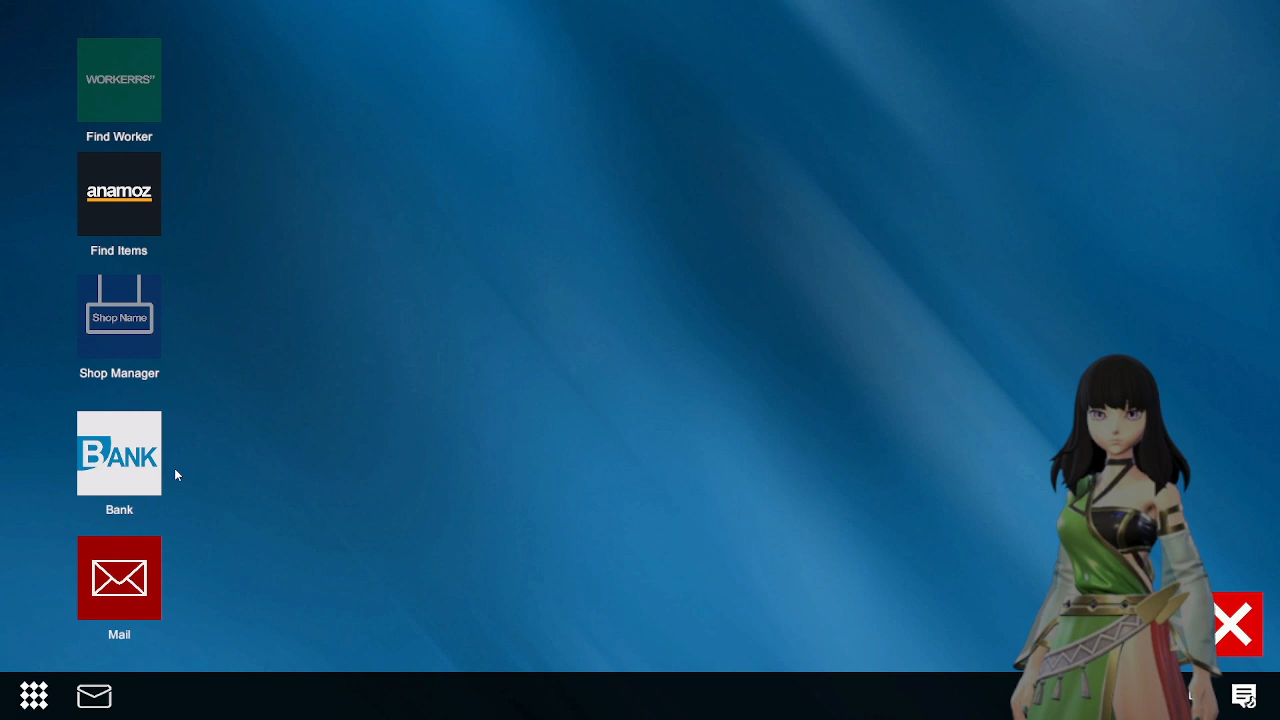 WORKERRS"
Find Worker
anamoz
Find Items
Shop Name
Shop Manager
BANK
Bank
Mail